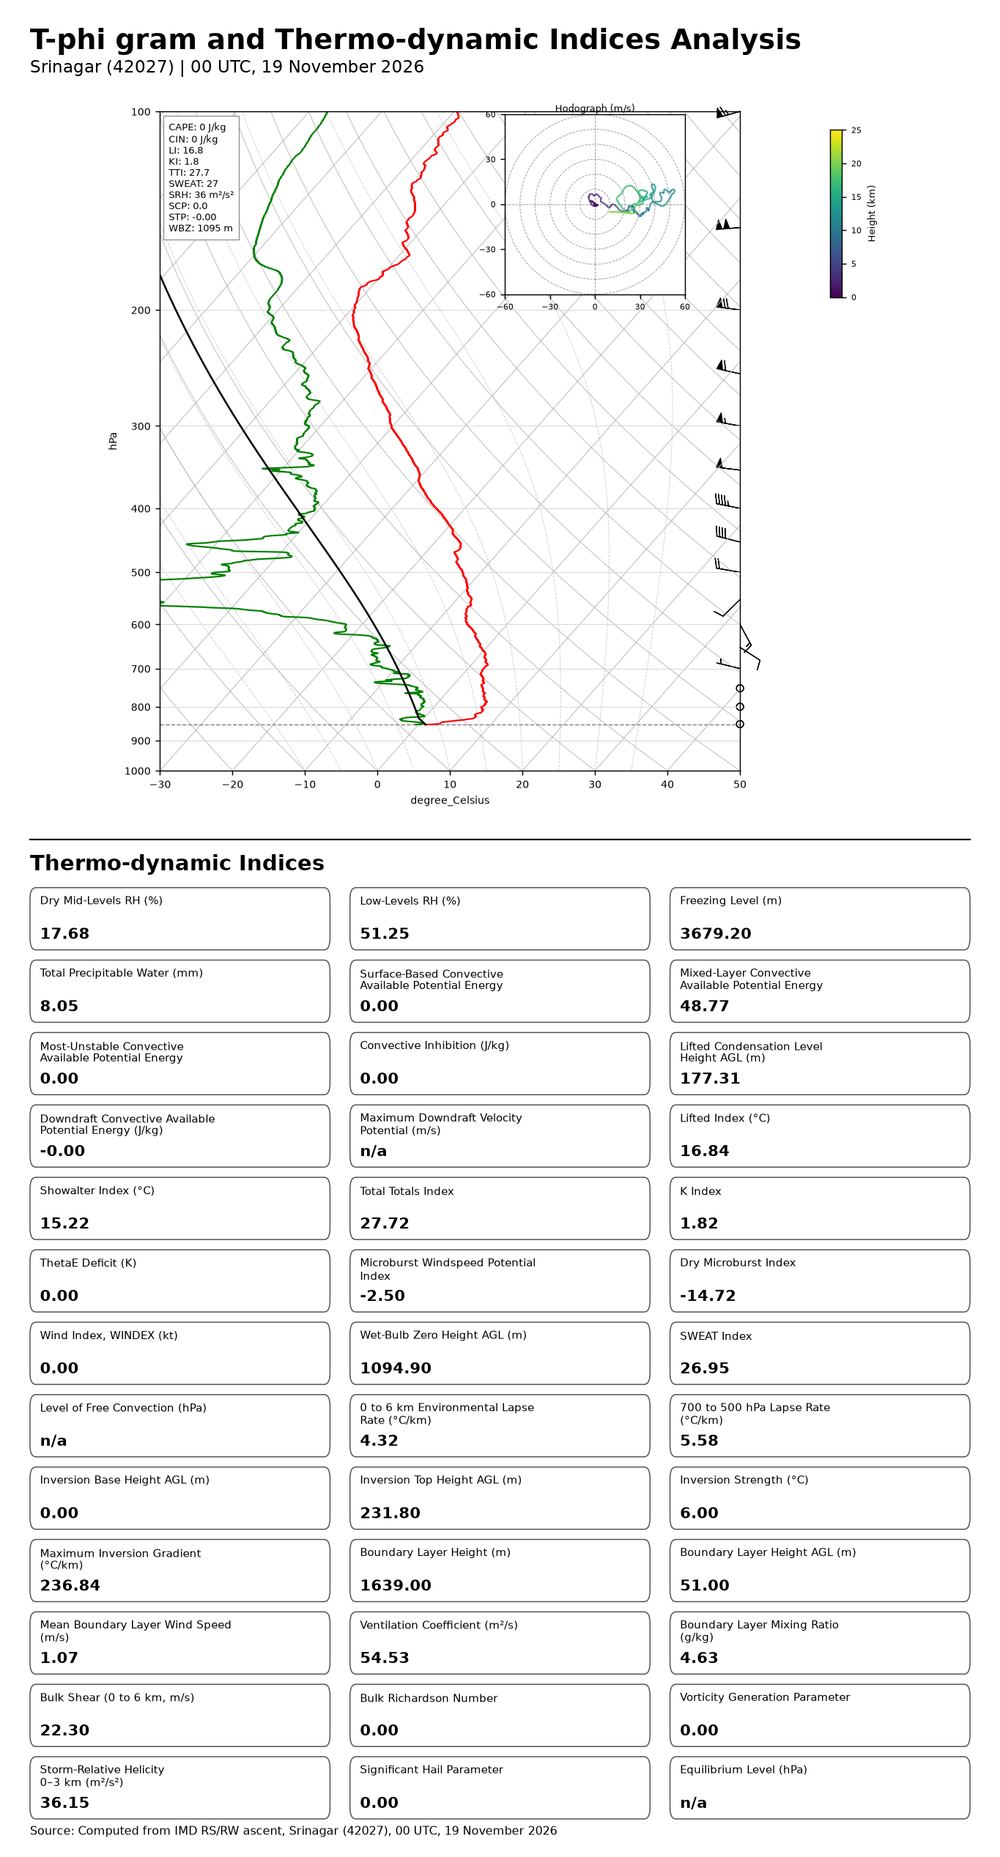 T-phi gram and Thermo-dynamic Indices Analysis
Srinagar (42027) | 00 UTC, 19 November 2026
Hodograph (m/s)
CAPE: 0 J/kg
CIN: 0 J/kg
LI: 16.8
KI: 1.8
TTI: 27.7
SWEAT: 27
SRH: 36 m²/s²
SCP: 0.0
STP: -0.00
WBZ: 1095 m
100
200
300
400
500
600
700
800
900
1000
hPa
−30
−20
−10
0
10
20
30
40
50
degree_Celsius
60
30
0
−30
−60
−60
−30
0
30
60
25
20
15
10
5
0
Height (km)
Thermo-dynamic Indices
Dry Mid-Levels RH (%)
17.68
Low-Levels RH (%)
51.25
Freezing Level (m)
3679.20
Total Precipitable Water (mm)
8.05
Surface-Based Convective
Available Potential Energy
0.00
Mixed-Layer Convective
Available Potential Energy
48.77
Most-Unstable Convective
Available Potential Energy
0.00
Convective Inhibition (J/kg)
0.00
Lifted Condensation Level
Height AGL (m)
177.31
Downdraft Convective Available
Potential Energy (J/kg)
-0.00
Maximum Downdraft Velocity
Potential (m/s)
n/a
Lifted Index (°C)
16.84
Showalter Index (°C)
15.22
Total Totals Index
27.72
K Index
1.82
ThetaE Deficit (K)
0.00
Microburst Windspeed Potential
Index
-2.50
Dry Microburst Index
-14.72
Wind Index, WINDEX (kt)
0.00
Wet-Bulb Zero Height AGL (m)
1094.90
SWEAT Index
26.95
Level of Free Convection (hPa)
n/a
0 to 6 km Environmental Lapse
Rate (°C/km)
4.32
700 to 500 hPa Lapse Rate
(°C/km)
5.58
Inversion Base Height AGL (m)
0.00
Inversion Top Height AGL (m)
231.80
Inversion Strength (°C)
6.00
Maximum Inversion Gradient
(°C/km)
236.84
Boundary Layer Height (m)
1639.00
Boundary Layer Height AGL (m)
51.00
Mean Boundary Layer Wind Speed
(m/s)
1.07
Ventilation Coefficient (m²/s)
54.53
Boundary Layer Mixing Ratio
(g/kg)
4.63
Bulk Shear (0 to 6 km, m/s)
22.30
Bulk Richardson Number
0.00
Vorticity Generation Parameter
0.00
Storm-Relative Helicity
0–3 km (m²/s²)
36.15
Significant Hail Parameter
0.00
Equilibrium Level (hPa)
n/a
Source: Computed from IMD RS/RW ascent, Srinagar (42027), 00 UTC, 19 November 2026